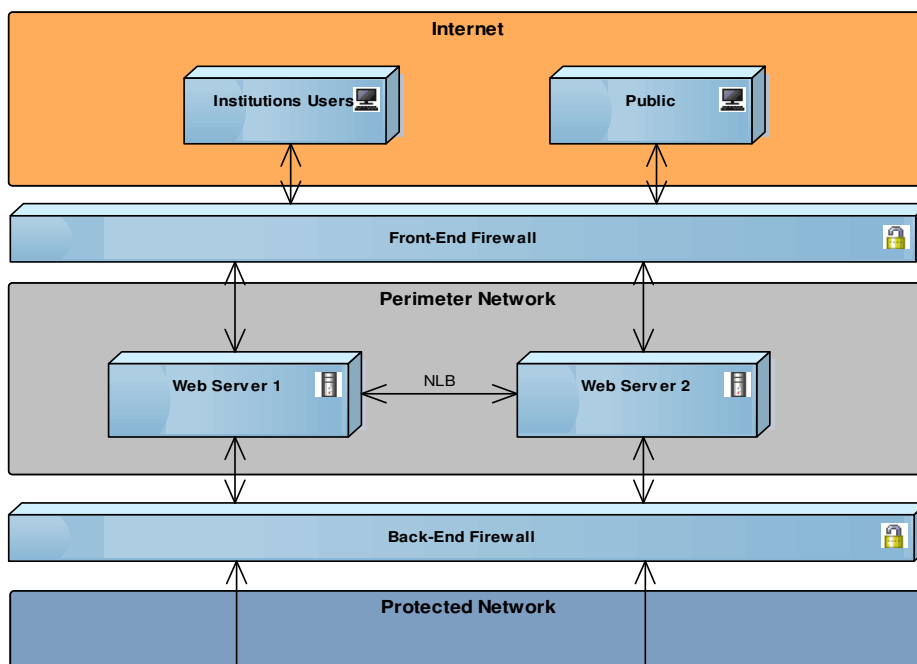 Internet
Institutions Users
Public
Front-End Firewall
Perimeter Network
Web Server 1
NLB
Web Server 2
Back-End Firewall
Protected Network